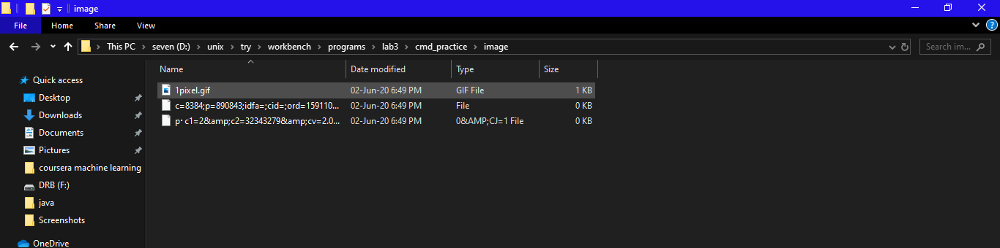 image
File Home Share View
This PC seven (D:) unix try workbench programs lab3 cmd_practice image Search im...
Name Date modified Type Size
1pixel.gif 02-Jun-20 6:49 PM GIF File 1 KB
c=8384;p=890843;idfa=;cid=;ord=159110... 02-Jun-20 6:49 PM File 0 KB
p· c1=2&amp;c2=32343279&amp;cv=2.0... 02-Jun-20 6:49 PM 0&AMP;CJ=1 File 0 KB
Quick access
Desktop
Downloads
Documents
Pictures
coursera machine learning
DRB (F:)
java
Screenshots
OneDrive